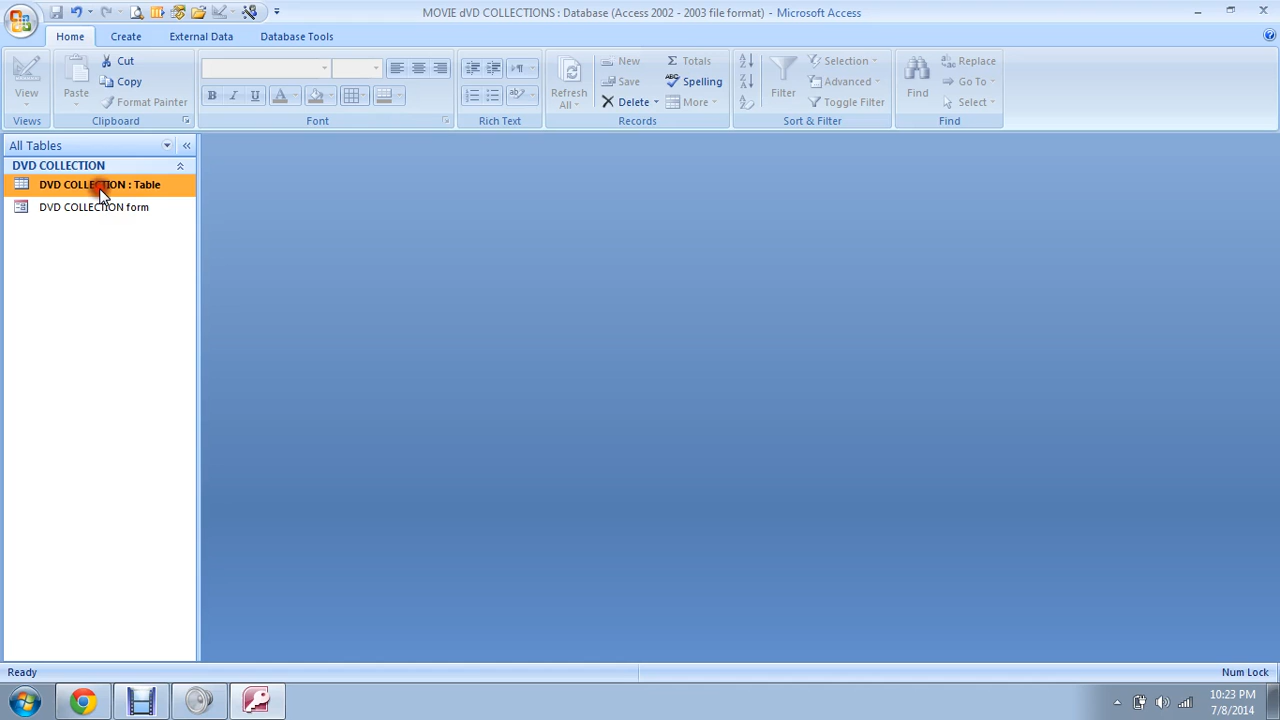 MOVIE dVD COLLECTIONS : Database (Access 2002 - 2003 file format) - Microsoft Access
Home Create External Data Database Tools
View
Views
Paste
Cut
Copy
Format Painter
Clipboard
B I U A
Font
Rich Text
Refresh All
New
Save
Delete
Totals
Spelling
More
Records
Filter
Selection
Advanced
Toggle Filter
Sort & Filter
Find
Replace
Go To
Select
Find
All Tables
DVD COLLECTION
DVD COLLECTION : Table
DVD COLLECTION form
Ready
Num Lock
10:23 PM
7/8/2014